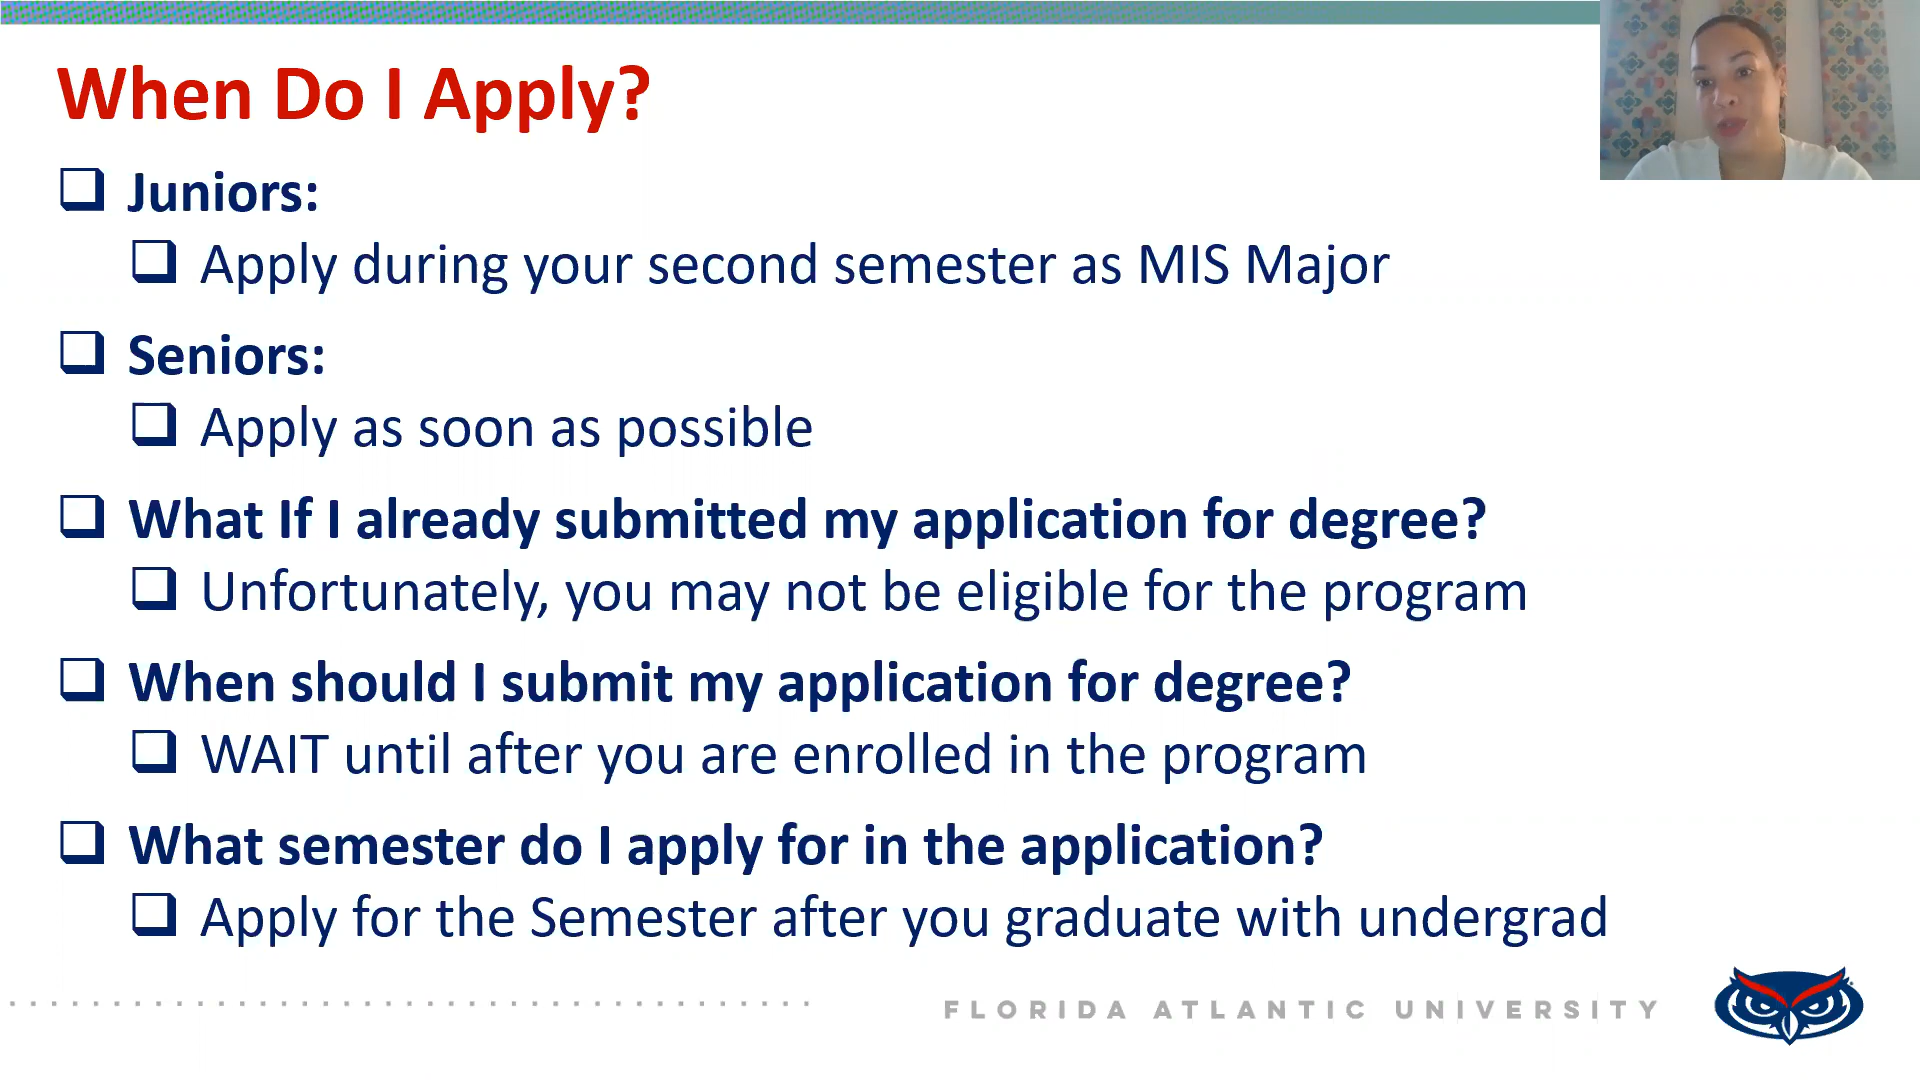 When Do I Apply?
Juniors:
Apply during your second semester as MIS Major
Seniors:
Apply as soon as possible
What If I already submitted my application for degree?
Unfortunately, you may not be eligible for the program
When should I submit my application for degree?
WAIT until after you are enrolled in the program
What semester do I apply for in the application?
Apply for the Semester after you graduate with undergrad
FLORIDA ATLANTIC UNIVERSITY